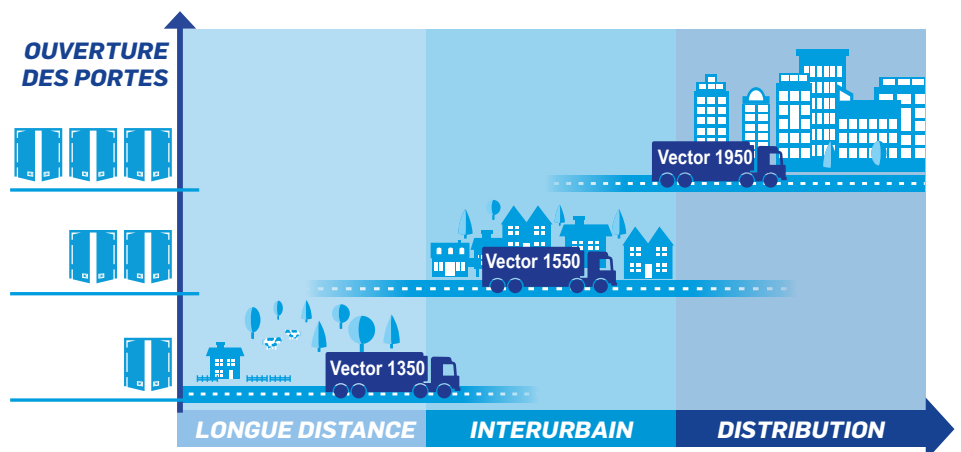 OUVERTURE
DES PORTES
Vector 1950
Vector 1550
Vector 1350
LONGUE DISTANCE
INTERURBAIN
DISTRIBUTION